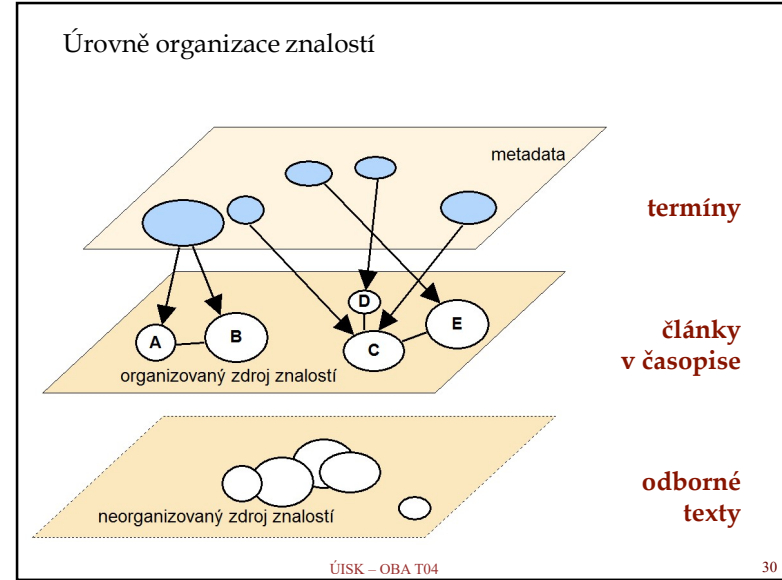 Úrovně organizace znalostí
metadata
termíny
D
E
A
B
C
organizovaný zdroj znalostí
články
v časopise
neorganizovaný zdroj znalostí
odborné
texty
ÚISK – OBA T04
30